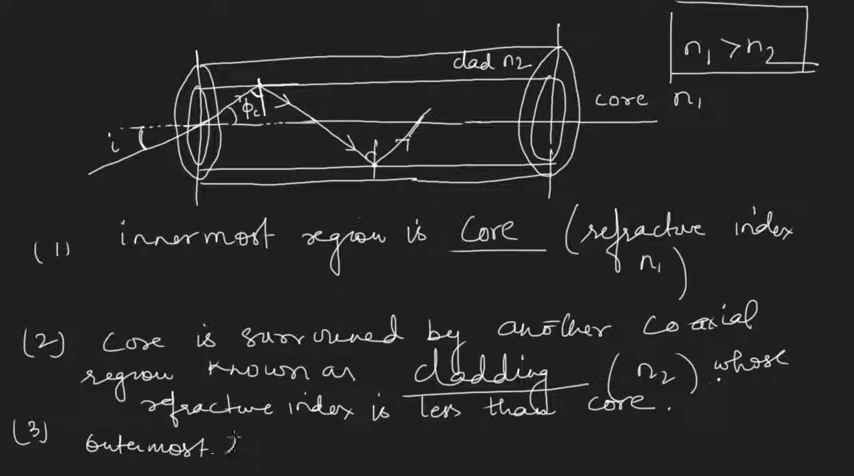 n₁ > n₂
clad n₂
core n₁
ϕc
i
(1) innermost region is core (refractive index
n₁)
(2) core is surrouned by another coaxial
region known as cladding (n₂) whose
refractive index is less than core.
(3) outermost